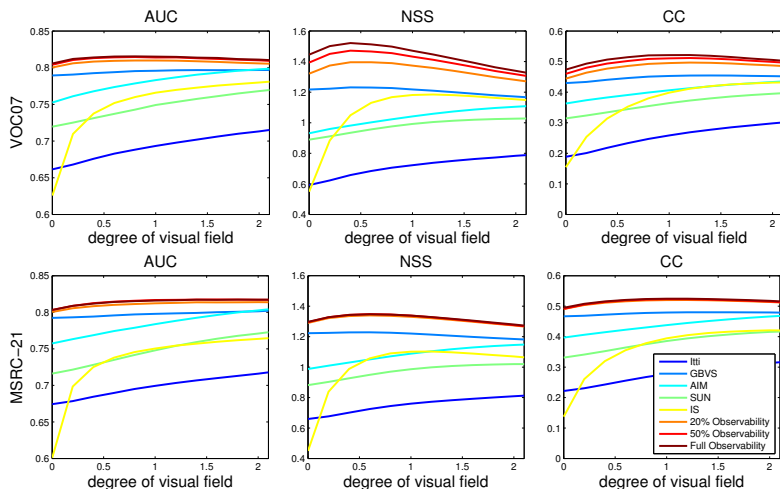 AUC
NSS
CC
VOC07
0.85
0.8
0.75
0.7
0.65
0.6
0 0.5 1 1.5 2
degree of visual field
1.6
1.4
1.2
1
0.8
0.6
0.4
0 0.5 1 1.5 2
degree of visual field
0.6
0.5
0.4
0.3
0.2
0.1
0
0 0.5 1 1.5 2
degree of visual field
AUC
NSS
CC
MSRC−21
0.85
0.8
0.75
0.7
0.65
0.6
0 0.5 1 1.5 2
degree of visual field
1.6
1.4
1.2
1
0.8
0.6
0.4
0 0.5 1 1.5 2
degree of visual field
0.6
0.5
0.4
0.3
0.2
0.1
0
0 0.5 1 1.5 2
degree of visual field
Itti
GBVS
AIM
SUN
IS
20% Observability
50% Observability
Full Observability